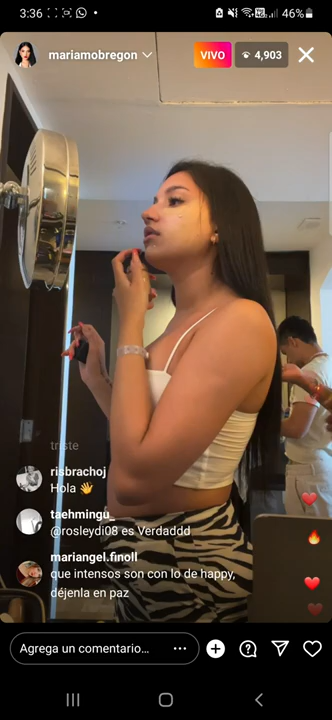 3:36
46%
mariamobregon
VIVO
4,903
triste
risbrachoj
Hola 👋
taehmingu_
@rosleydi08 es Verdaddd
mariangel.finoll
que intensos son con lo de happy,
déjenla en paz
Agrega un comentario...